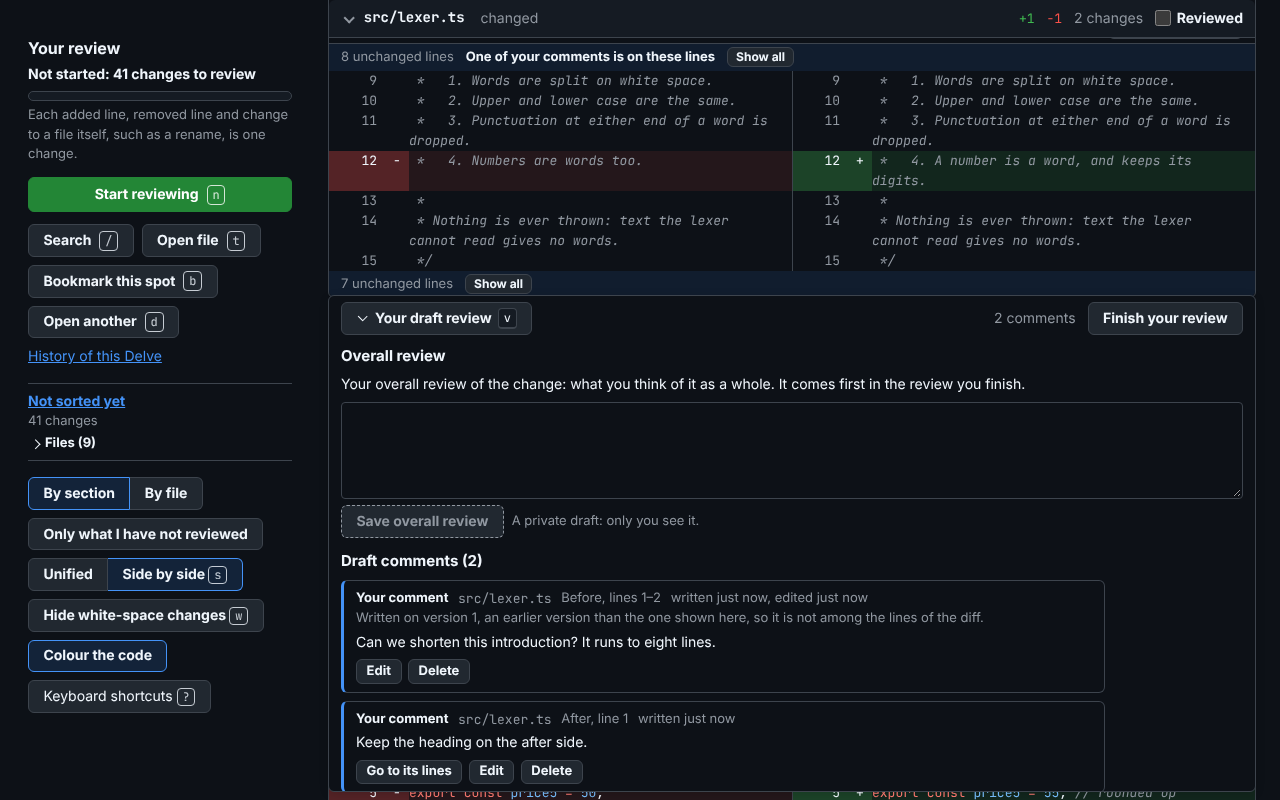 Your review
Not started: 41 changes to review
Each added line, removed line and change
to a file itself, such as a rename, is one
change.
Start reviewing n
Search / Open file t
Bookmark this spot b
Open another d
History of this Delve
Not sorted yet
41 changes
Files (9)
By section By file
Only what I have not reviewed
Unified Side by side s
Hide white-space changes w
Colour the code
Keyboard shortcuts ?
src/lexer.ts changed +1 -1 2 changes Reviewed
8 unchanged lines One of your comments is on these lines Show all
9 * 1. Words are split on white space. 9 * 1. Words are split on white space.
10 * 2. Upper and lower case are the same. 10 * 2. Upper and lower case are the same.
11 * 3. Punctuation at either end of a word is 11 * 3. Punctuation at either end of a word is
dropped. dropped.
12 - * 4. Numbers are words too. 12 + * 4. A number is a word, and keeps its
digits.
13 * 13 *
14 * Nothing is ever thrown: text the lexer 14 * Nothing is ever thrown: text the lexer
cannot read gives no words. cannot read gives no words.
15 */ 15 */
7 unchanged lines Show all
Your draft review v 2 comments Finish your review
Overall review
Your overall review of the change: what you think of it as a whole. It comes first in the review you finish.
Save overall review A private draft: only you see it.
Draft comments (2)
Your comment src/lexer.ts Before, lines 1–2 written just now, edited just now
Written on version 1, an earlier version than the one shown here, so it is not among the lines of the diff.
Can we shorten this introduction? It runs to eight lines.
Edit Delete
Your comment src/lexer.ts After, line 1 written just now
Keep the heading on the after side.
Go to its lines Edit Delete
5 - export const price5 = 50; 5 + export const price5 = 55; // rounded up